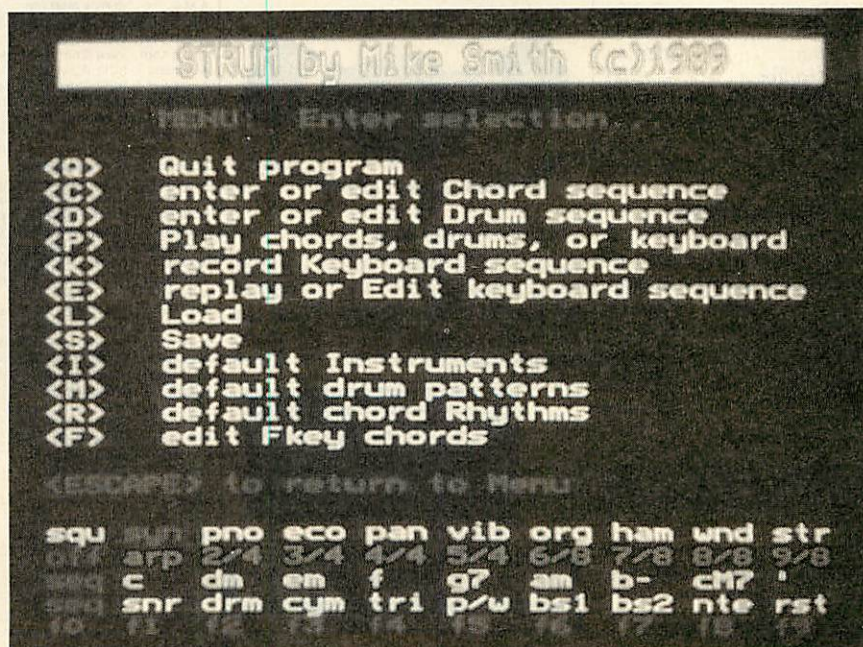 STRUM by Mike Smith (c)1989
MENU: Enter selection...
<Q> Quit program
<C> enter or edit Chord sequence
<D> enter or edit Drum sequence
<P> Play chords, drums, or keyboard
<K> record Keyboard sequence
<E> replay or Edit keyboard sequence
<L> Load
<S> Save
<I> default Instruments
<M> default drum patterns
<R> default chord Rhythms
<F> edit Fkey chords
<ESCAPE> to return to Menu
squ syn pno eco pan vib org ham wnd str
arp 2/4 3/4 4/4 5/4 6/8 7/8 8/8 9/8
c dm em f g7 am b- cM7 '
snr drm cym tri p/w bs1 bs2 nte rst
f0 f1 f2 f3 f4 f5 f6 f7 f8 f9